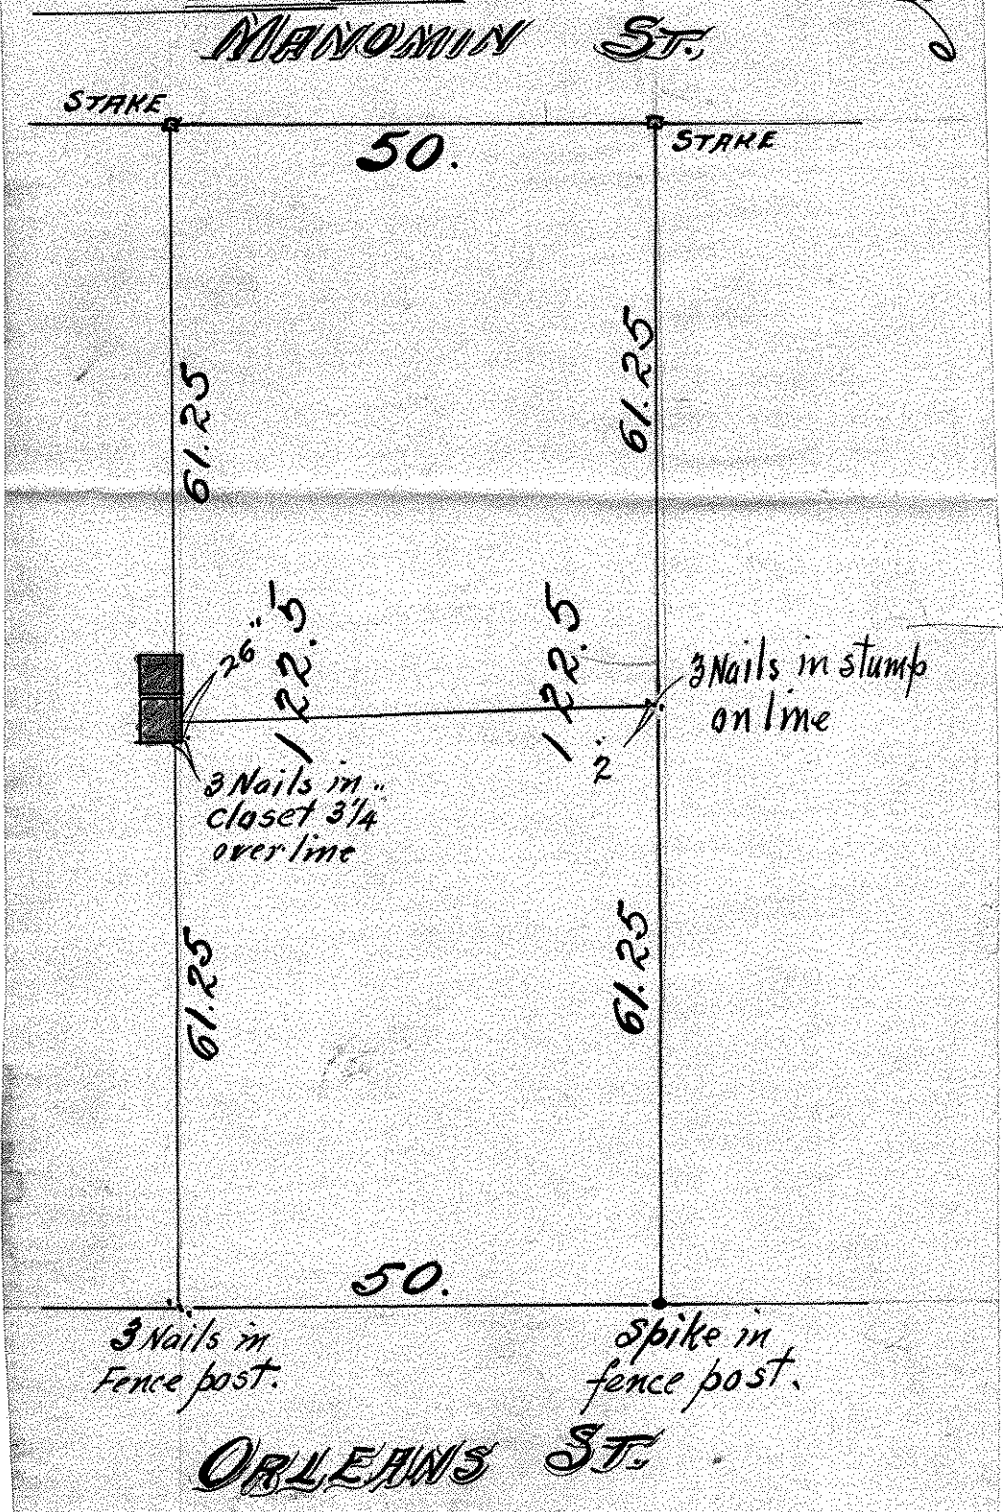 MANOMIN ST.
STAKE
STAKE
50.
61.25
61.25
122.5
122.5
26"
3 Nails in stump
on line
2"
3 Nails in
closet 3 1/4"
over line
61.25
61.25
50.
3 Nails in
Fence post.
Spike in
fence post.
ORLEANS ST.